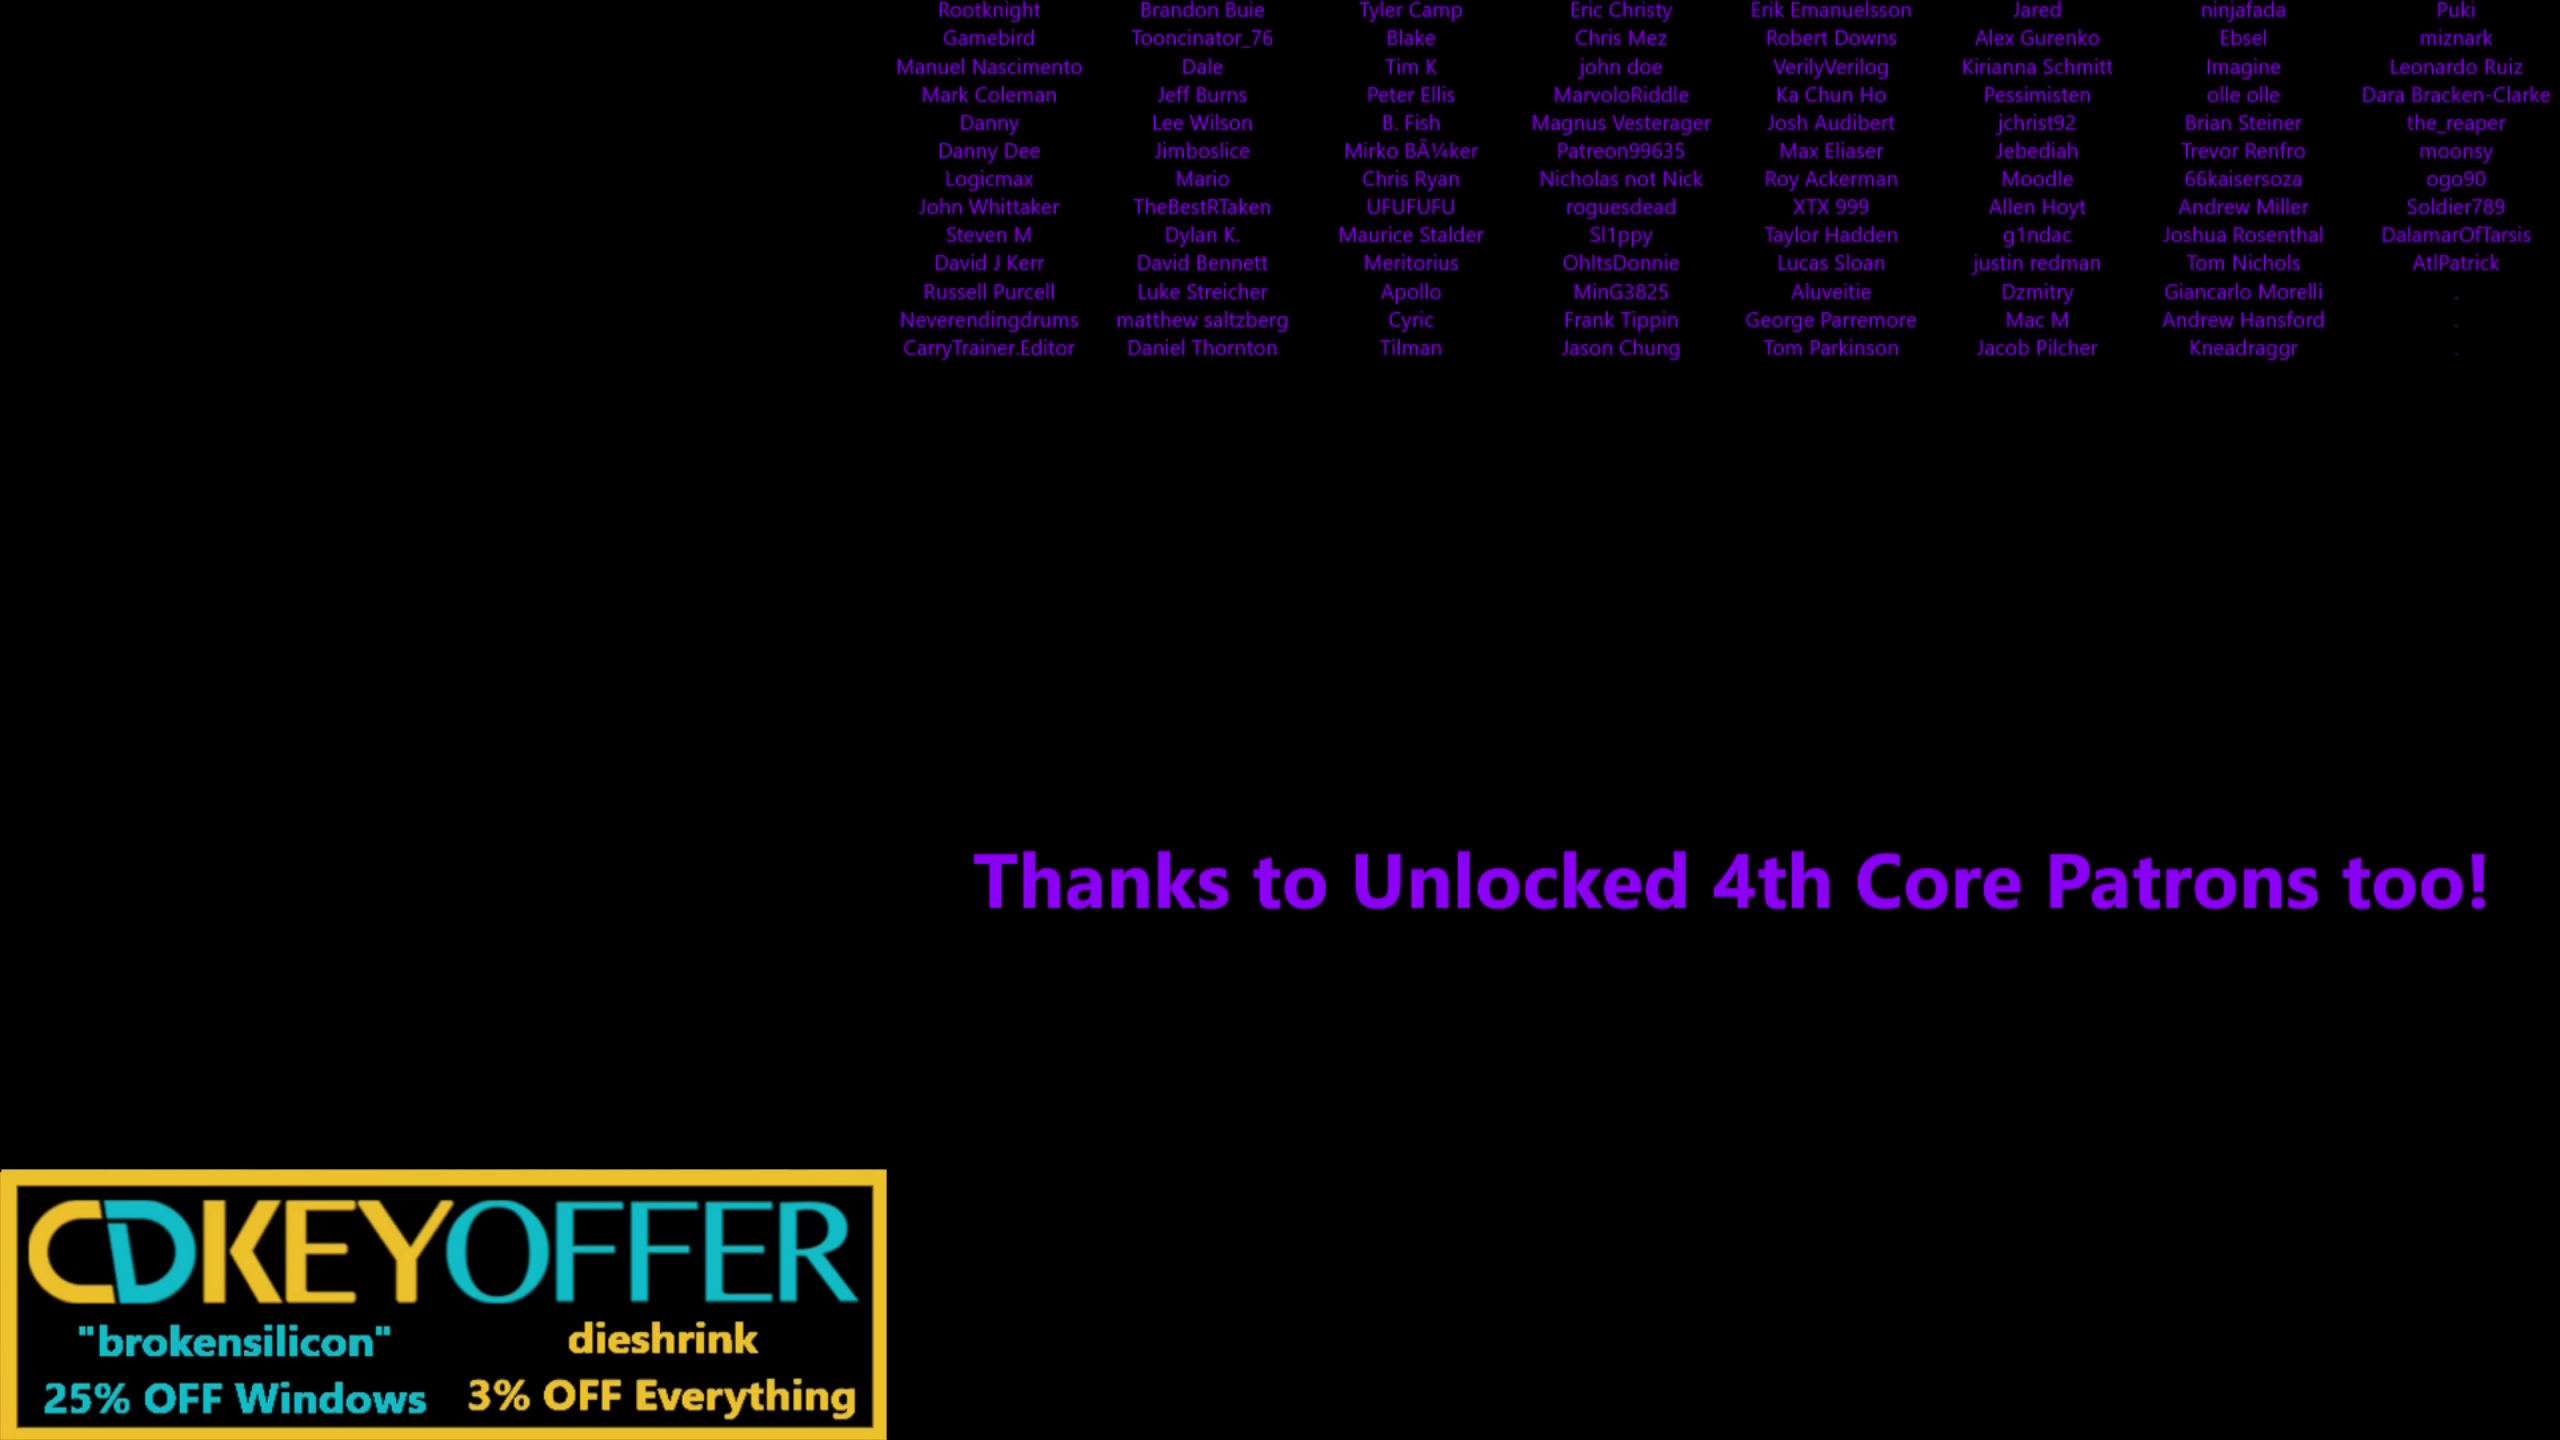 Rootknight Brandon Buie Tyler Camp Eric Christy Erik Emanuelsson Jared ninjafada Puki
Gamebird Tooncinator_76 Blake Chris Mez Robert Downs Alex Gurenko Ebsel miznark
Manuel Nascimento Dale Tim K john doe VerilyVerilog Kirianna Schmitt Imagine Leonardo Ruiz
Mark Coleman Jeff Burns Peter Ellis MarvoloRiddle Ka Chun Ho Pessimisten olle olle Dara Bracken-Clarke
Danny Lee Wilson B. Fish Magnus Vesterager Josh Audibert jchrist92 Brian Steiner the_reaper
Danny Dee Jimboslice Mirko BÃ¼ker Patreon99635 Max Eliaser Jebediah Trevor Renfro moonsy
Logicmax Mario Chris Ryan Nicholas not Nick Roy Ackerman Moodle 66kaisersoza ogo90
John Whittaker TheBestRTaken UFUFUFU roguesdead XTX 999 Allen Hoyt Andrew Miller Soldier789
Steven M Dylan K. Maurice Stalder Sl1ppy Taylor Hadden g1ndac Joshua Rosenthal DalamarOfTarsis
David J Kerr David Bennett Meritorius OhItsDonnie Lucas Sloan justin redman Tom Nichols AtlPatrick
Russell Purcell Luke Streicher Apollo MinG3825 Aluveitie Dzmitry Giancarlo Morelli .
Neverendingdrums matthew saltzberg Cyric Frank Tippin George Parremore Mac M Andrew Hansford .
CarryTrainer.Editor Daniel Thornton Tilman Jason Chung Tom Parkinson Jacob Pilcher Kneadraggr .
Thanks to Unlocked 4th Core Patrons too!
CDKEYOFFER
"brokensilicon" dieshrink
25% OFF Windows 3% OFF Everything